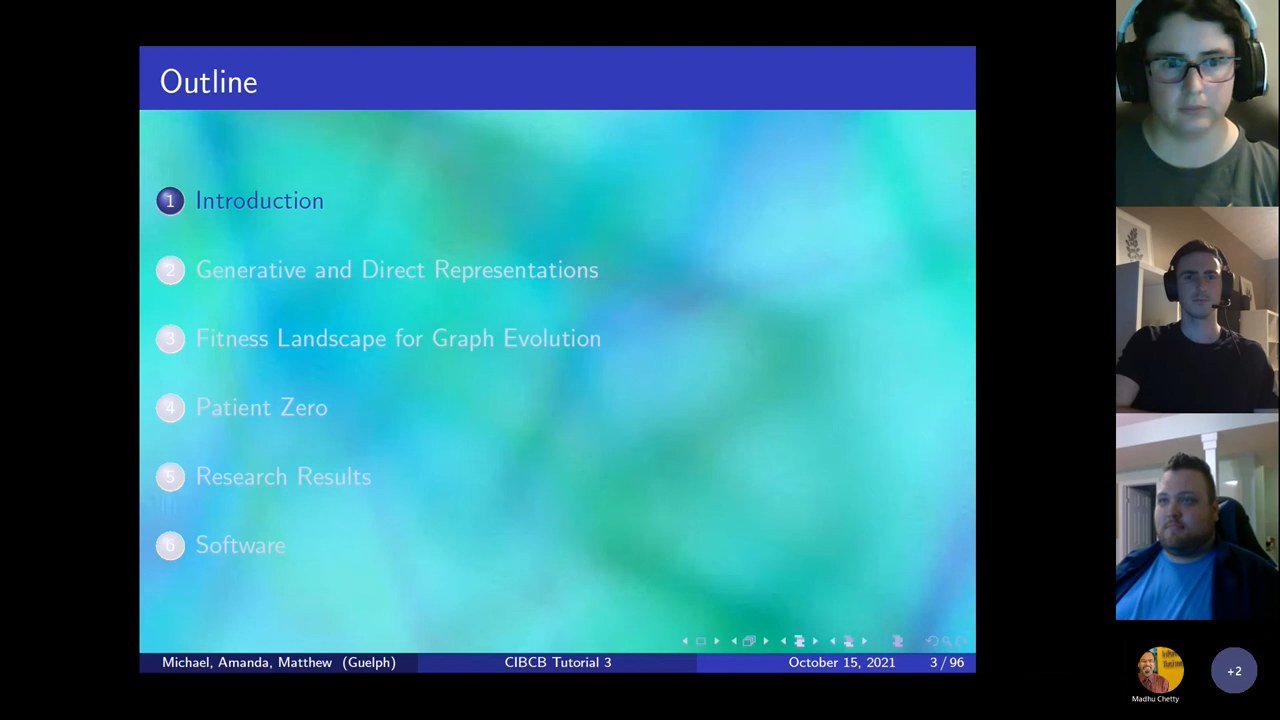 Outline
1 Introduction
2 Generative and Direct Representations
3 Fitness Landscape for Graph Evolution
4 Patient Zero
5 Research Results
6 Software
Michael, Amanda, Matthew (Guelph) CIBCB Tutorial 3 October 15, 2021 3 / 96
Madhu Chetty
+2